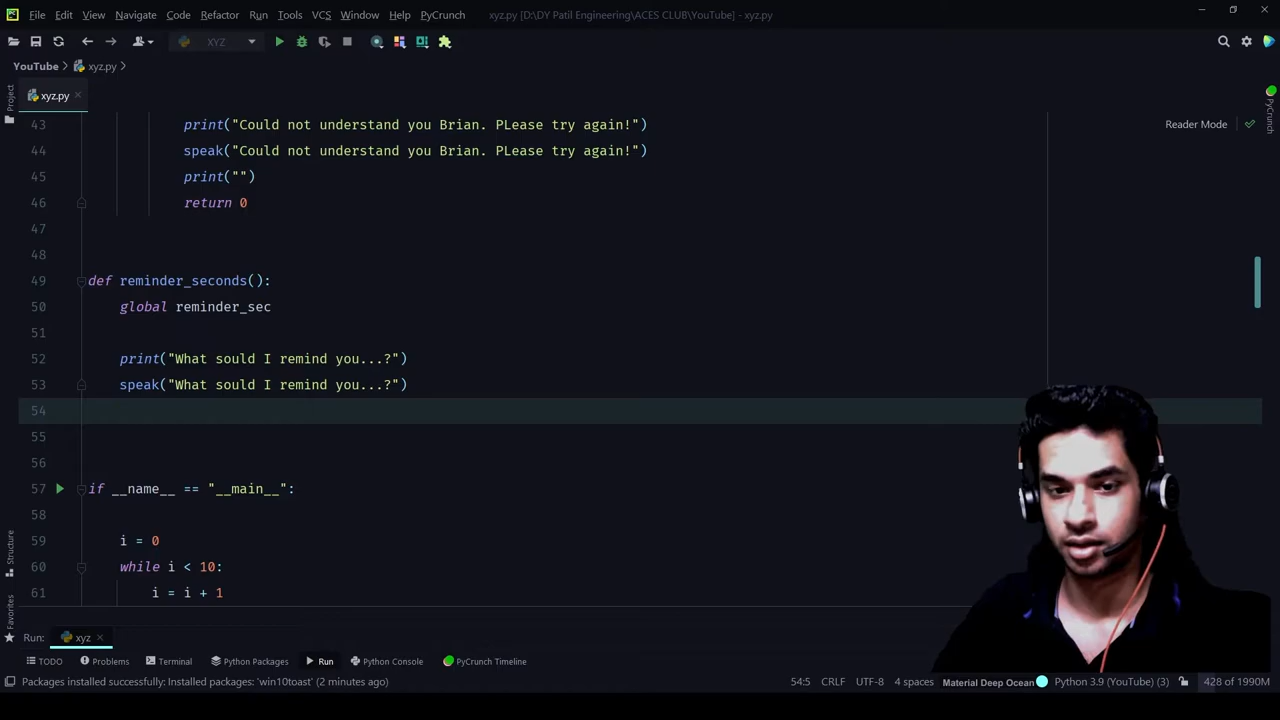 File Edit View Navigate Code Refactor Run Tools VCS Window Help PyCrunch xyz.py [D:\DY Patil Engineering\ACES CLUB\YouTube] - xyz.py
XYZ
YouTube xyz.py
Project
xyz.py
PyCrunch
Reader Mode
43 print("Could not understand you Brian. PLease try again!")
44 speak("Could not understand you Brian. PLease try again!")
45 print("")
46 return 0
47
48
49 def reminder_seconds():
50 global reminder_sec
51
52 print("What sould I remind you...?")
53 speak("What sould I remind you...?")
54
55
56
57 if __name__ == "__main__":
58
59 i = 0
60 while i < 10:
61 i = i + 1
Structure
Favorites
Run: xyz
TODO Problems Terminal Python Packages Run Python Console PyCrunch Timeline
Packages installed successfully: Installed packages: 'win10toast' (2 minutes ago) 54:5 CRLF UTF-8 4 spaces Material Deep Ocean Python 3.9 (YouTube) (3) 428 of 1990M